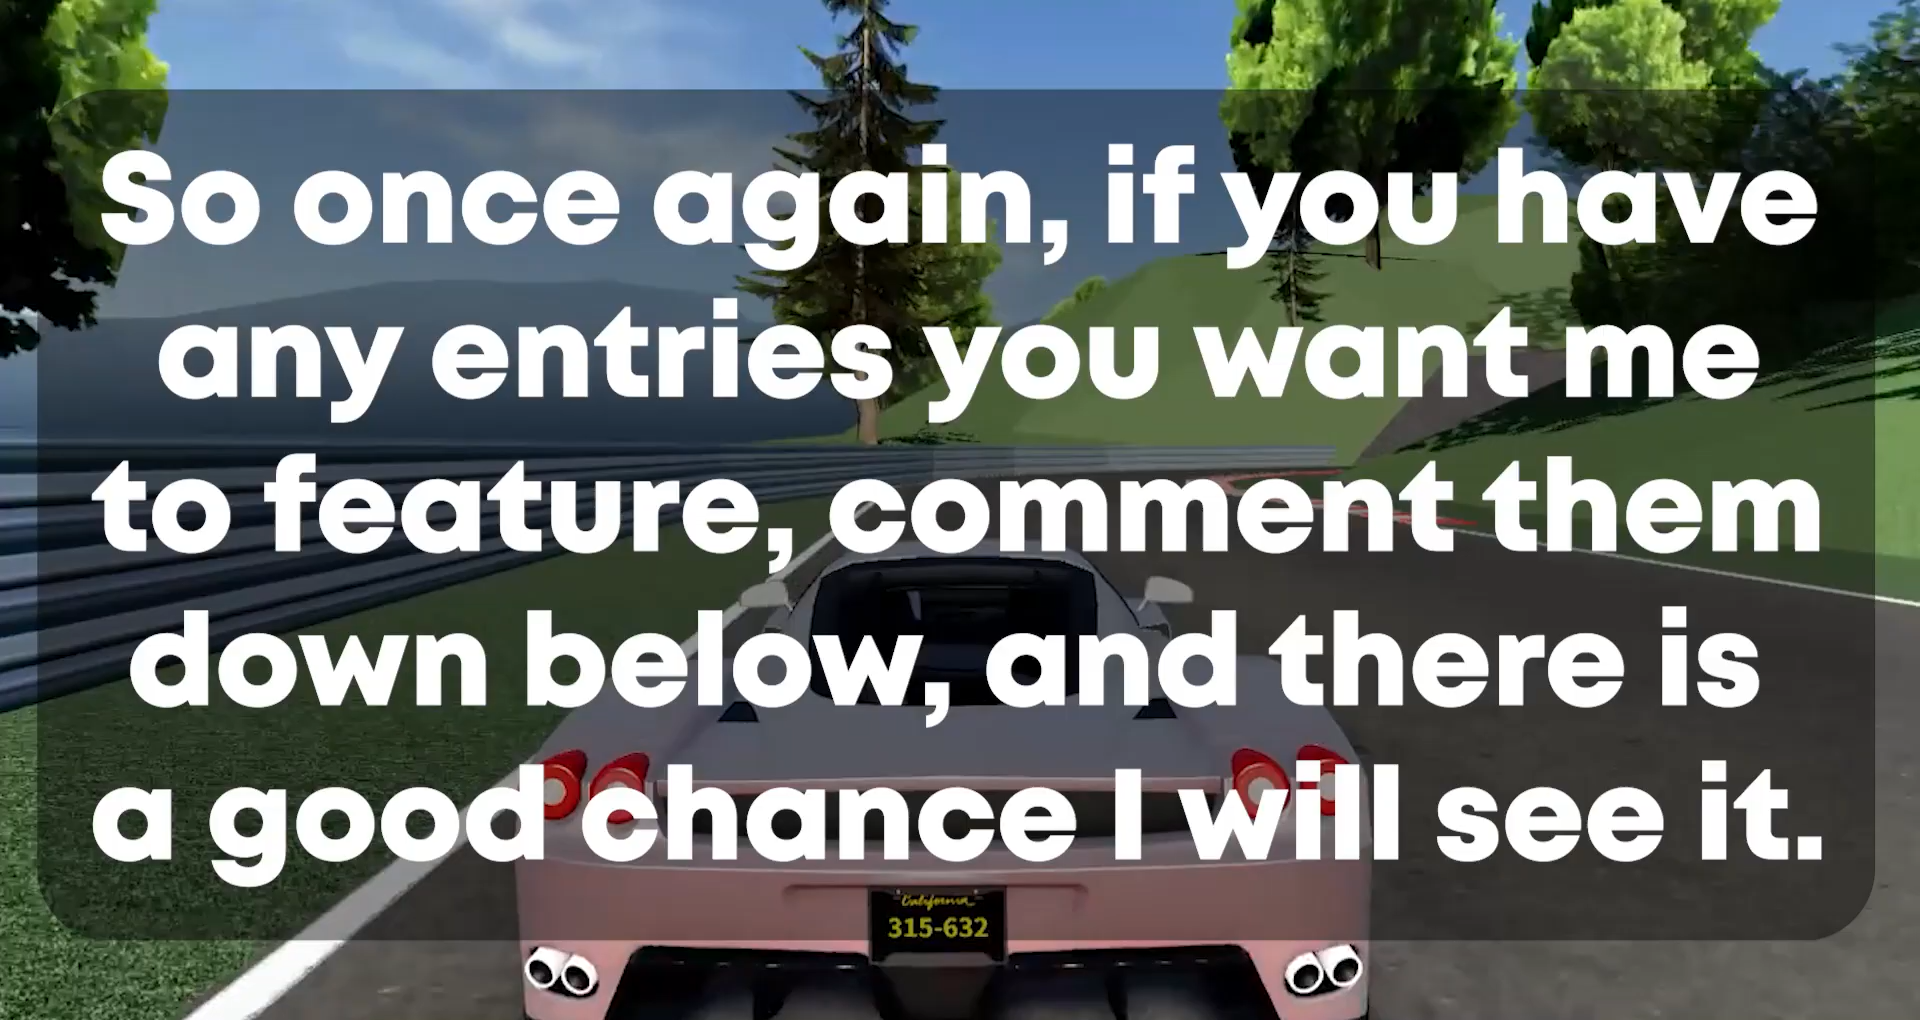 So once again, if you have
any entries you want me
to feature, comment them
down below, and there is
a good chance I will see it.
California
315-632